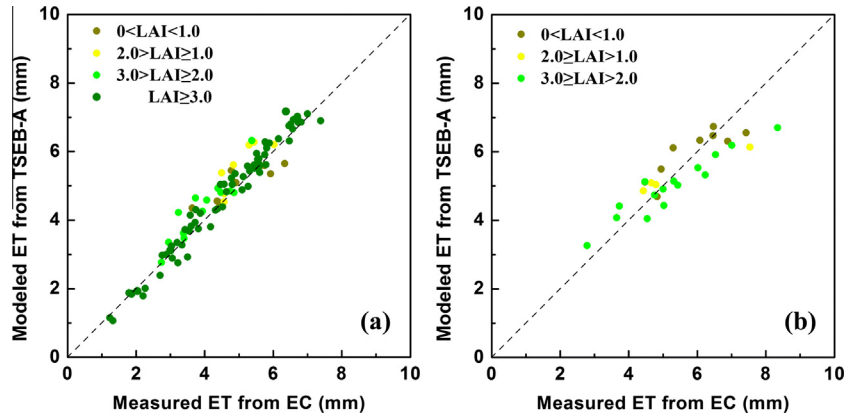 0<LAI<1.0
2.0>LAI≥1.0
3.0>LAI≥2.0
LAI≥3.0
Modeled ET from TSEB-A (mm)
10
8
6
4
2
0
(a)
0 2 4 6 8 10
Measured ET from EC (mm)
0<LAI<1.0
2.0≥LAI>1.0
3.0≥LAI>2.0
Modeled ET from TSEB-A (mm)
10
8
6
4
2
0
(b)
0 2 4 6 8 10
Measured ET from EC (mm)